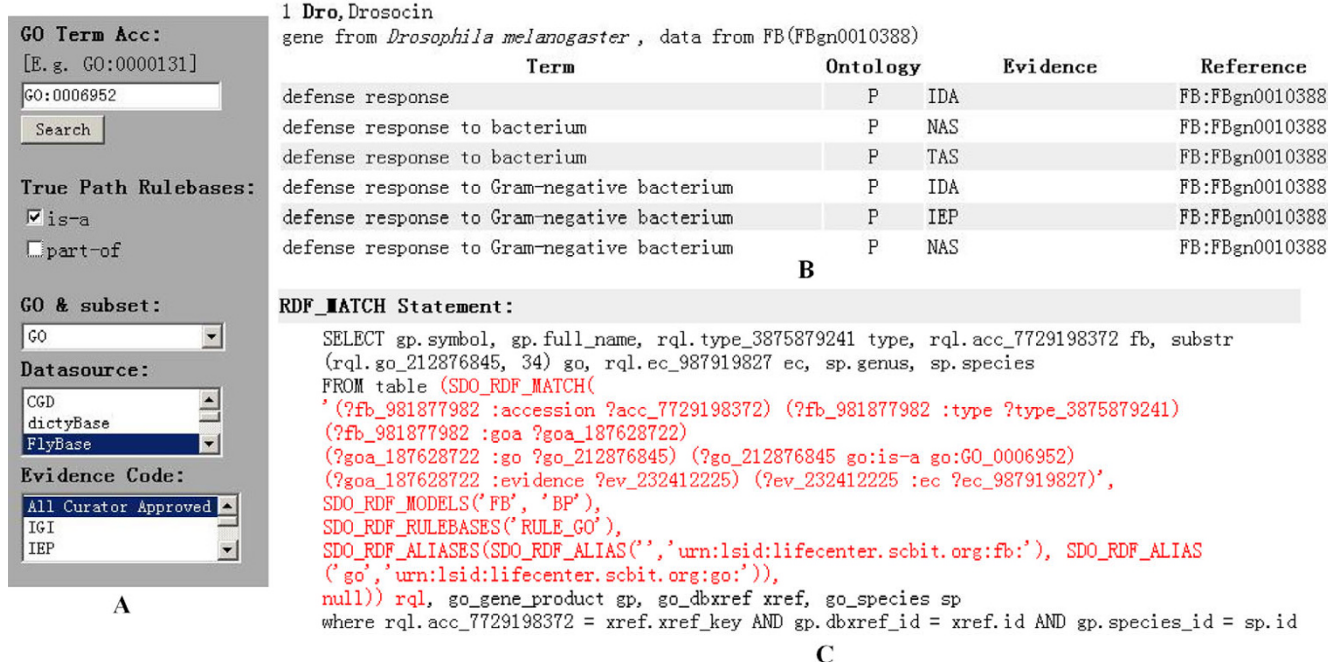 GO Term Acc:
[E.g. GO:0000131]
GO:0006952
Search
True Path Rulebases:
is-a
part-of
GO & subset:
GO
Datasource:
CGD
dictyBase
FlyBase
Evidence Code:
All Curator Approved
IGI
IEP
A
1 Dro, Drosocin
gene from Drosophila melanogaster , data from FB(FBgn0010388)
Term Ontology Evidence Reference
defense response P IDA FB:FBgn0010388
defense response to bacterium P NAS FB:FBgn0010388
defense response to bacterium P TAS FB:FBgn0010388
defense response to Gram-negative bacterium P IDA FB:FBgn0010388
defense response to Gram-negative bacterium P IEP FB:FBgn0010388
defense response to Gram-negative bacterium P NAS FB:FBgn0010388
B
RDF_MATCH Statement:
SELECT gp.symbol, gp.full_name, rql.type_3875879241 type, rql.acc_7729198372 fb, substr
(rql.go_212876845, 34) go, rql.ec_987919827 ec, sp.genus, sp.species
FROM table (SDO_RDF_MATCH(
'(?fb_981877982 :accession ?acc_7729198372) (?fb_981877982 :type ?type_3875879241)
(?fb_981877982 :goa ?goa_187628722)
(?goa_187628722 :go ?go_212876845) (?go_212876845 go:is-a go:GO_0006952)
(?goa_187628722 :evidence ?ev_232412225) (?ev_232412225 :ec ?ec_987919827)',
SDO_RDF_MODELS('FB', 'BP'),
SDO_RDF_RULEBASES('RULE_GO'),
SDO_RDF_ALIASES(SDO_RDF_ALIAS('','urn:lsid:lifecenter.scbit.org:fb:'), SDO_RDF_ALIAS
('go','urn:lsid:lifecenter.scbit.org:go:')),
null)) rql, go_gene_product gp, go_dbxref xref, go_species sp
where rql.acc_7729198372 = xref.xref_key AND gp.dbxref_id = xref.id AND gp.species_id = sp.id
C